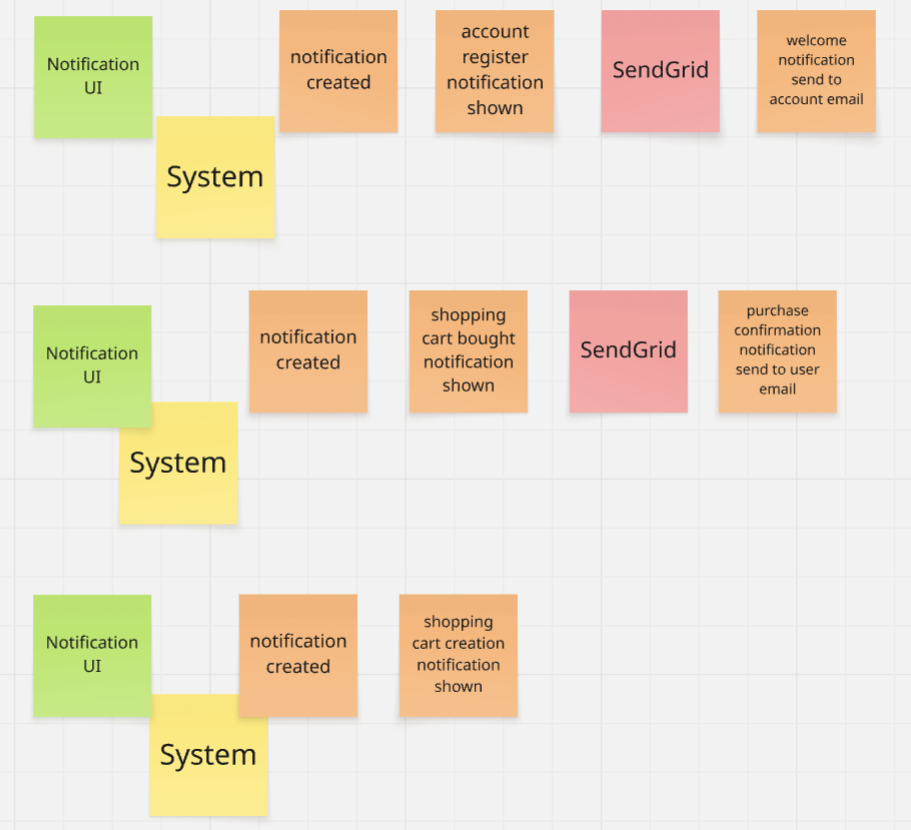 Notification
UI
System
notification
created
account
register
notification
shown
SendGrid
welcome
notification
send to
account email
Notification
UI
System
notification
created
shopping
cart bought
notification
shown
SendGrid
purchase
confirmation
notification
send to user
email
Notification
UI
System
notification
created
shopping
cart creation
notification
shown